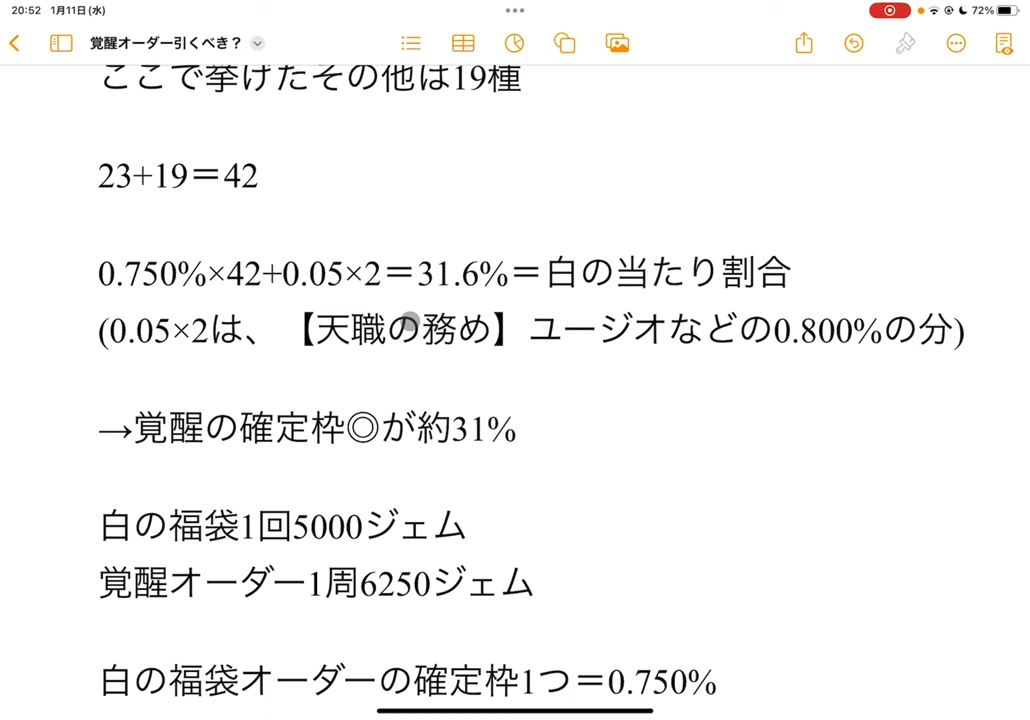 20:52 1月11日(水)
72%
覚醒オーダー引くべき？
ここで挙げたその他は19種
23+19＝42
0.750%×42+0.05×2＝31.6%＝白の当たり割合
(0.05×2は、【天職の務め】ユージオなどの0.800%の分)
→覚醒の確定枠◎が約31%
白の福袋1回5000ジェム
覚醒オーダー1周6250ジェム
白の福袋オーダーの確定枠1つ＝0.750%